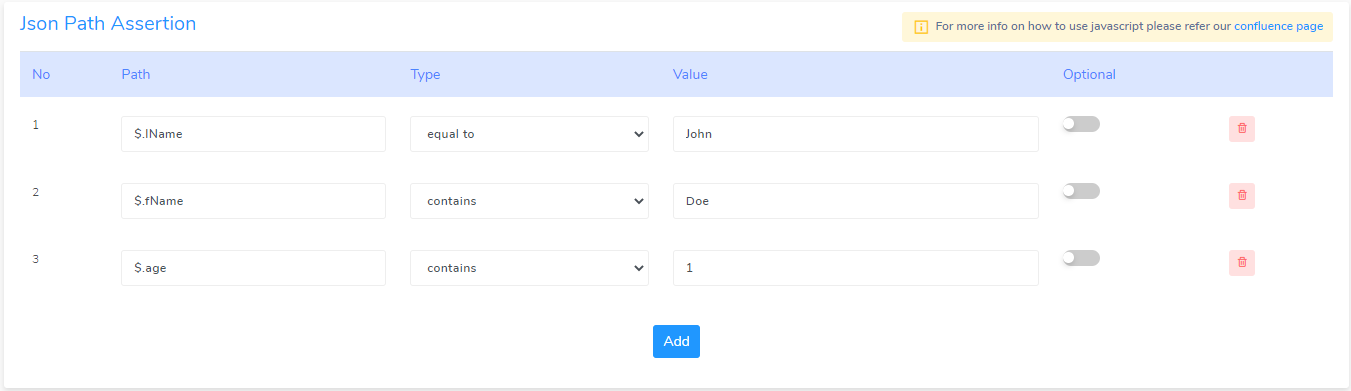 Json Path Assertion
For more info on how to use javascript please refer our confluence page
No Path Type Value Optional
1 $.lName equal to John
2 $.fName contains Doe
3 $.age contains 1
Add